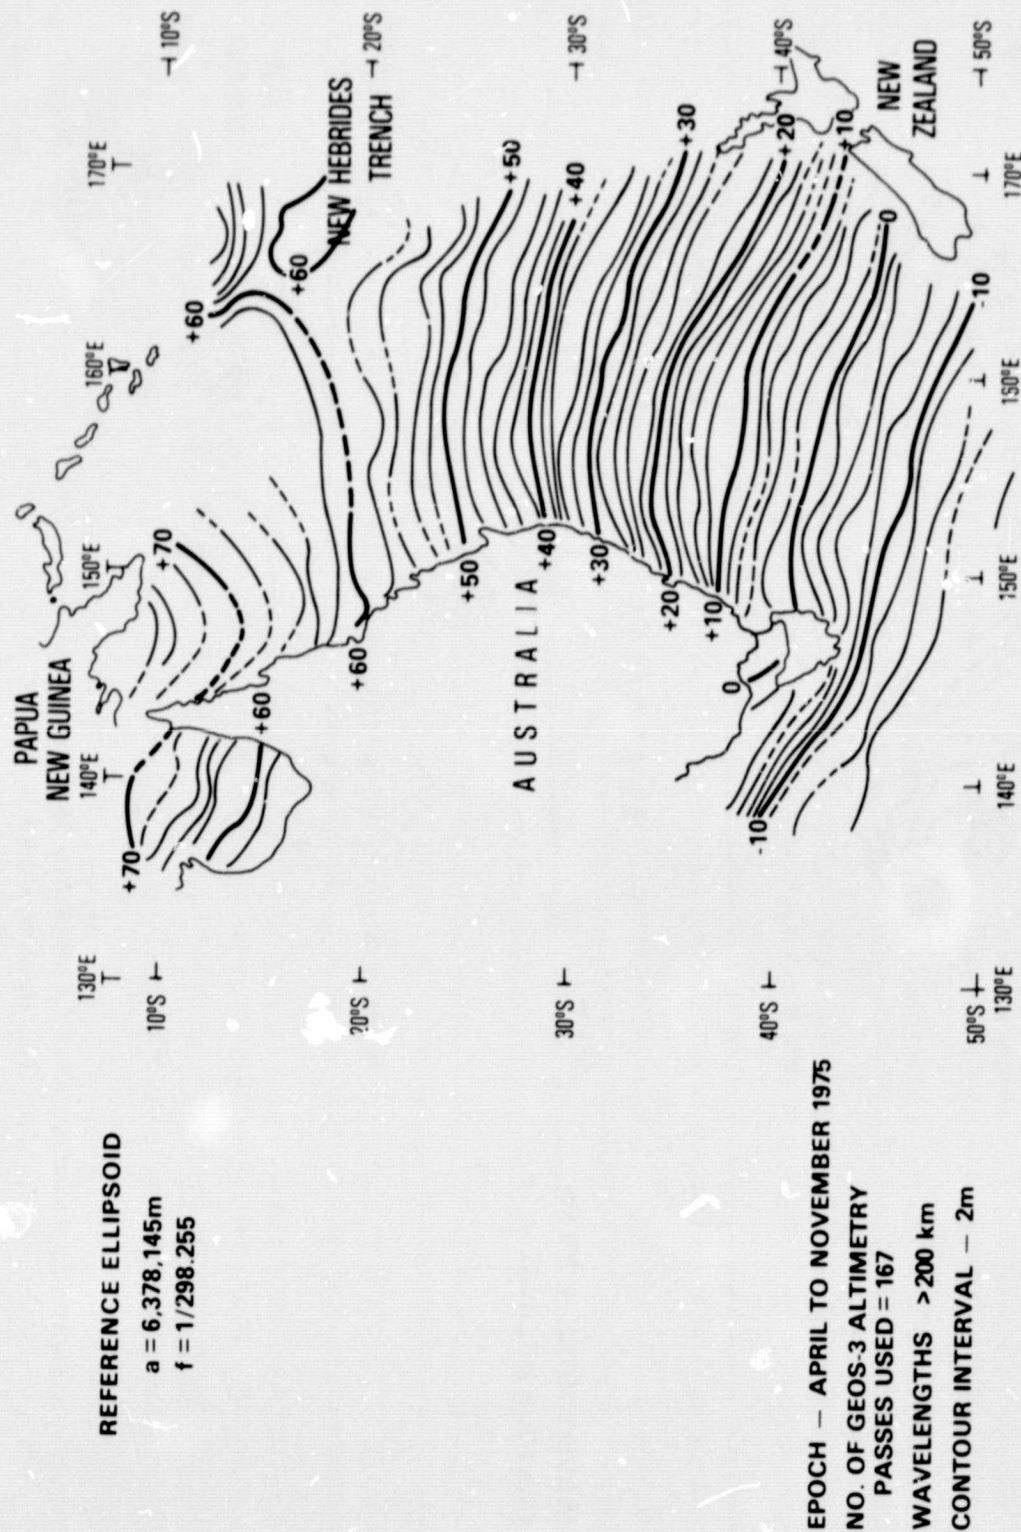 PAPUA
NEW GUINEA
130°E 140°E 150°E 160°E 170°E
REFERENCE ELLIPSOID
a = 6,378,145m
f = 1/298.255
10°S
10°S
+70
+70
+60
+60
+60
+60
NEW HEBRIDES
TRENCH
20°S
20°S
+50
+50
AUSTRALIA
+40
+40
30°S
30°S
+30
+30
+20
+20
+10
+10
0
0
-10
-10
40°S
40°S
NEW
ZEALAND
50°S
50°S
130°E 140°E 150°E 170°E
EPOCH — APRIL TO NOVEMBER 1975
NO. OF GEOS-3 ALTIMETRY
PASSES USED = 167
WAVELENGTHS >200 km
CONTOUR INTERVAL — 2m